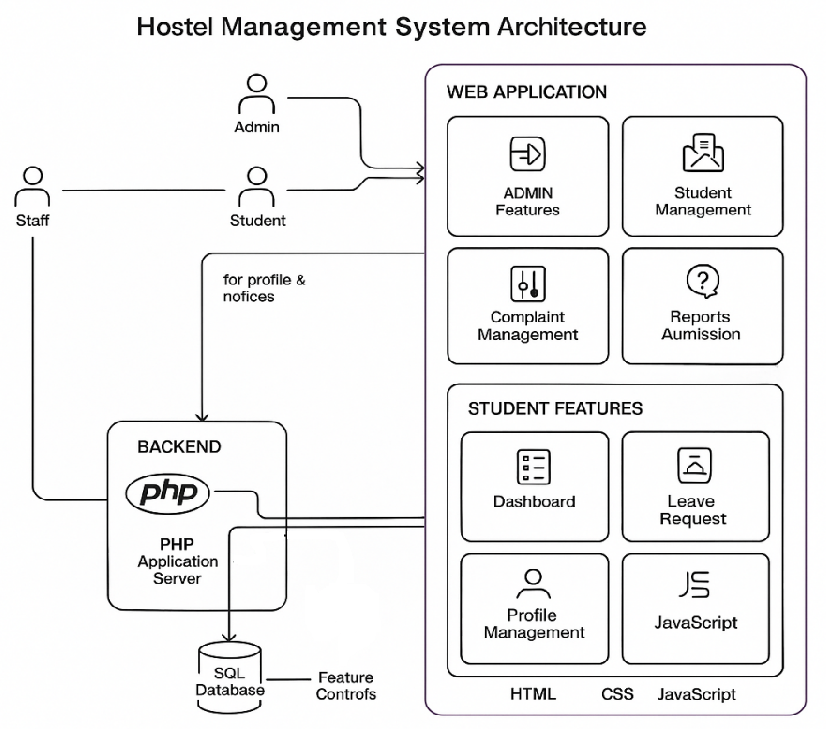 Hostel Management System Architecture
Admin
Staff
Student
for profile &
nofices
BACKEND
php
PHP
Application
Server
SQL
Database
Feature
Controfs
WEB APPLICATION
ADMIN
Features
Student
Management
Complaint
Management
Reports
Aumission
STUDENT FEATURES
Dashboard
Leave
Request
Profile
Management
JS
JavaScript
HTML CSS JavaScript